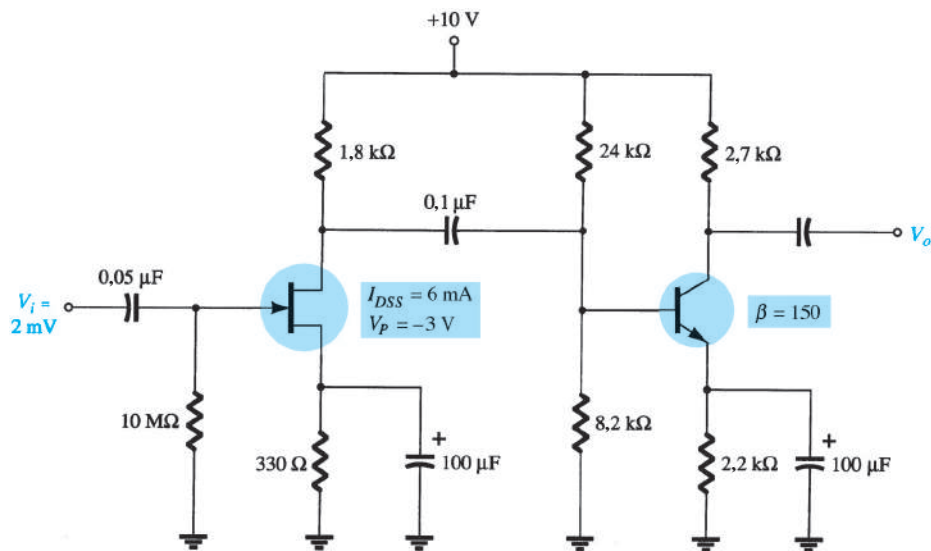 +10 V
1,8 kΩ
24 kΩ
2,7 kΩ
0,1 µF
V_o
0,05 µF
V_i =
2 mV
I_DSS = 6 mA
V_P = −3 V
β = 150
10 MΩ
330 Ω
+
100 µF
8,2 kΩ
2,2 kΩ
+
100 µF